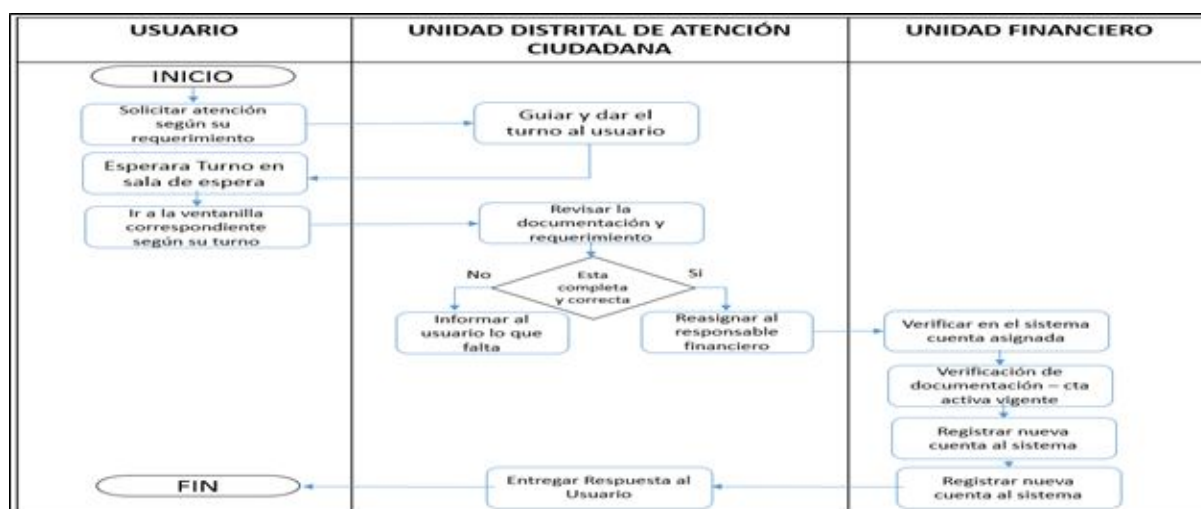 USUARIO
UNIDAD DISTRITAL DE ATENCIÓN
CIUDADANA
UNIDAD FINANCIERO
INICIO
Solicitar atención
según su
requerimiento
Guiar y dar el
turno al usuario
Esperara Turno en
sala de espera
Ir a la ventanilla
correspondiente
según su turno
Revisar la
documentación y
requerimiento
No
Esta
completa
y correcta
Si
Informar al
usuario lo que
falta
Reasignar al
responsable
financiero
Verificar en el sistema
cuenta asignada
Verificación de
documentación – cta
activa vigente
Registrar nueva
cuenta al sistema
Registrar nueva
cuenta al sistema
Entregar Respuesta al
Usuario
FIN